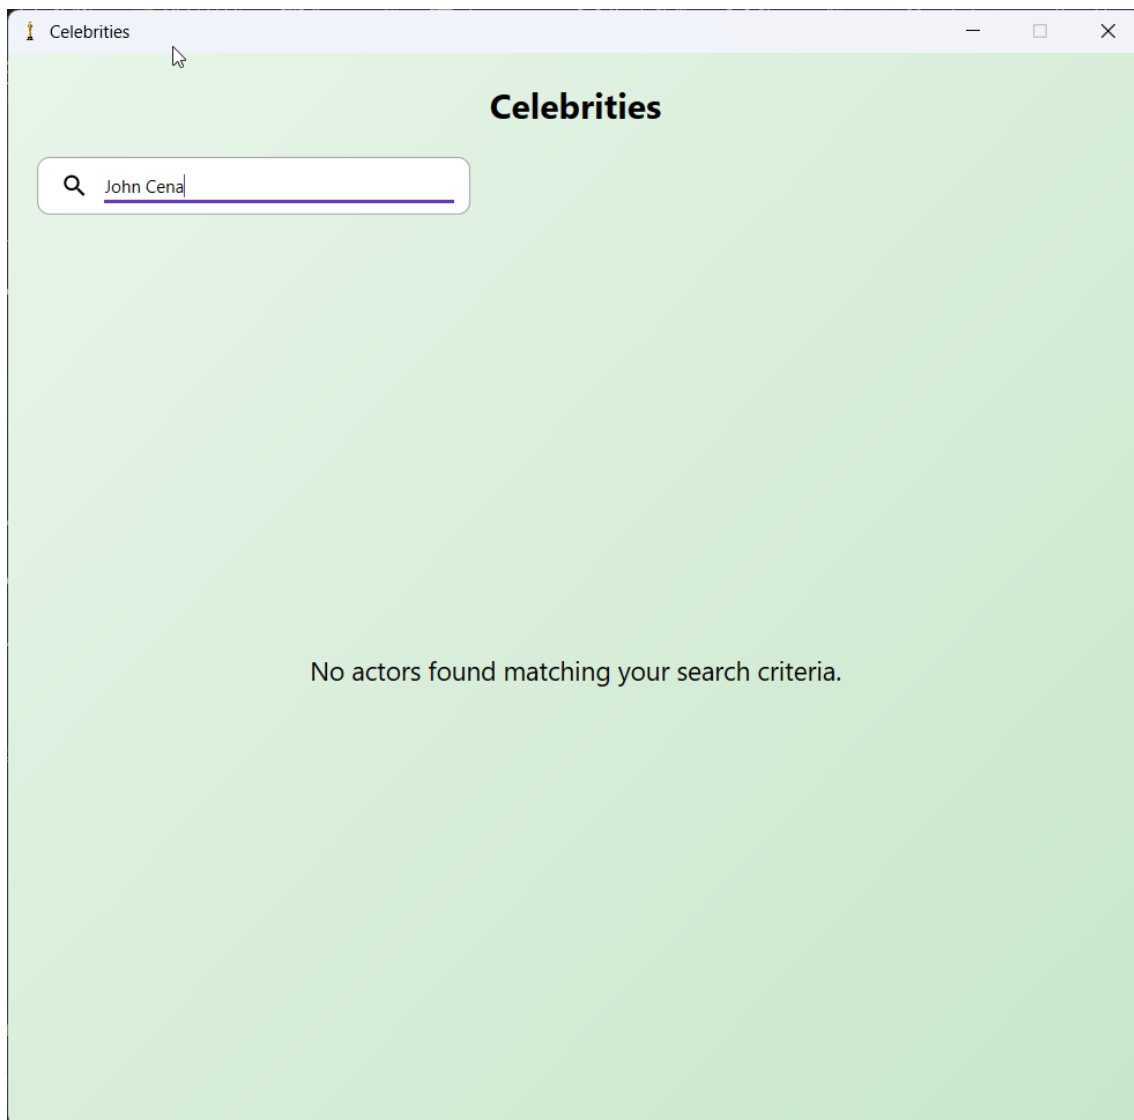 Celebrities
Celebrities
John Cena
No actors found matching your search criteria.